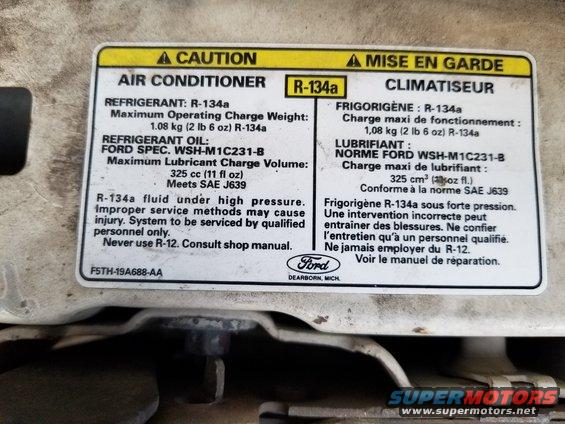 CAUTION
AIR CONDITIONER
R-134a
REFRIGERANT: R-134a
Maximum Operating Charge Weight:
1.08 kg (2 lb 6 oz) R-134a
REFRIGERANT OIL:
FORD SPEC. WSH-M1C231-B
Maximum Lubricant Charge Volume:
325 cc (11 fl oz)
Meets SAE J639
R-134a fluid under high pressure.
Improper service methods may cause
injury. System to be serviced by qualified
personnel only.
Never use R-12. Consult shop manual.
F5TH-19A688-AA
MISE EN GARDE
CLIMATISEUR
FRIGORIGÈNE : R-134a
Charge maxi de fonctionnement :
1,08 kg (2 lb 6 oz) R-134a
LUBRIFIANT :
NORME FORD WSH-M1C231-B
Charge maxi de lubrifiant :
325 cm³ oz fl.)
Conforme à la norme SAE J639
Frigorigène R-134a sous forte pression.
Une intervention incorrecte peut
entraîner des blessures. Ne confier
l'entretien qu'à un personnel qualifié.
Ne jamais employer du R-12.
Voir le manuel de réparation.
Ford
DEARBORN, MICH.
SUPERMOTORS
www.supermotors.net